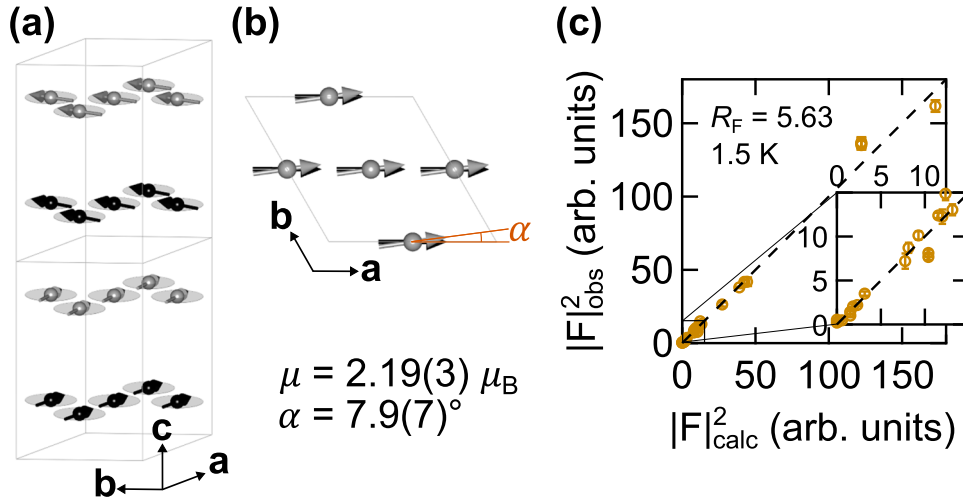 (a)
(b)
(c)
c
b
a
b
a
α
μ = 2.19(3) μB
α = 7.9(7)°
RF = 5.63
1.5 K
|F|²obs (arb. units)
150
100
50
0
0
50
100
150
|F|²calc (arb. units)
0
5
10
10
5
0